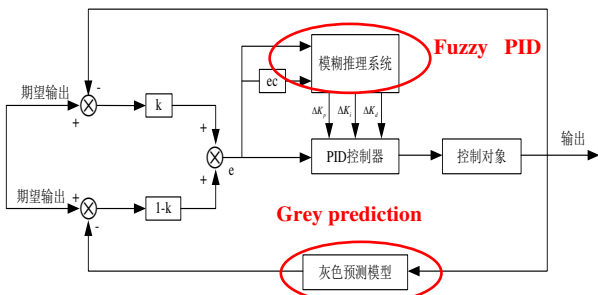 模糊推理系统
Fuzzy PID
-
期望输出
+
k
ec
ΔKp
ΔKi
ΔKd
+
e
+
PID控制器
控制对象
输出
期望输出
+
-
1-k
Grey prediction
灰色预测模型